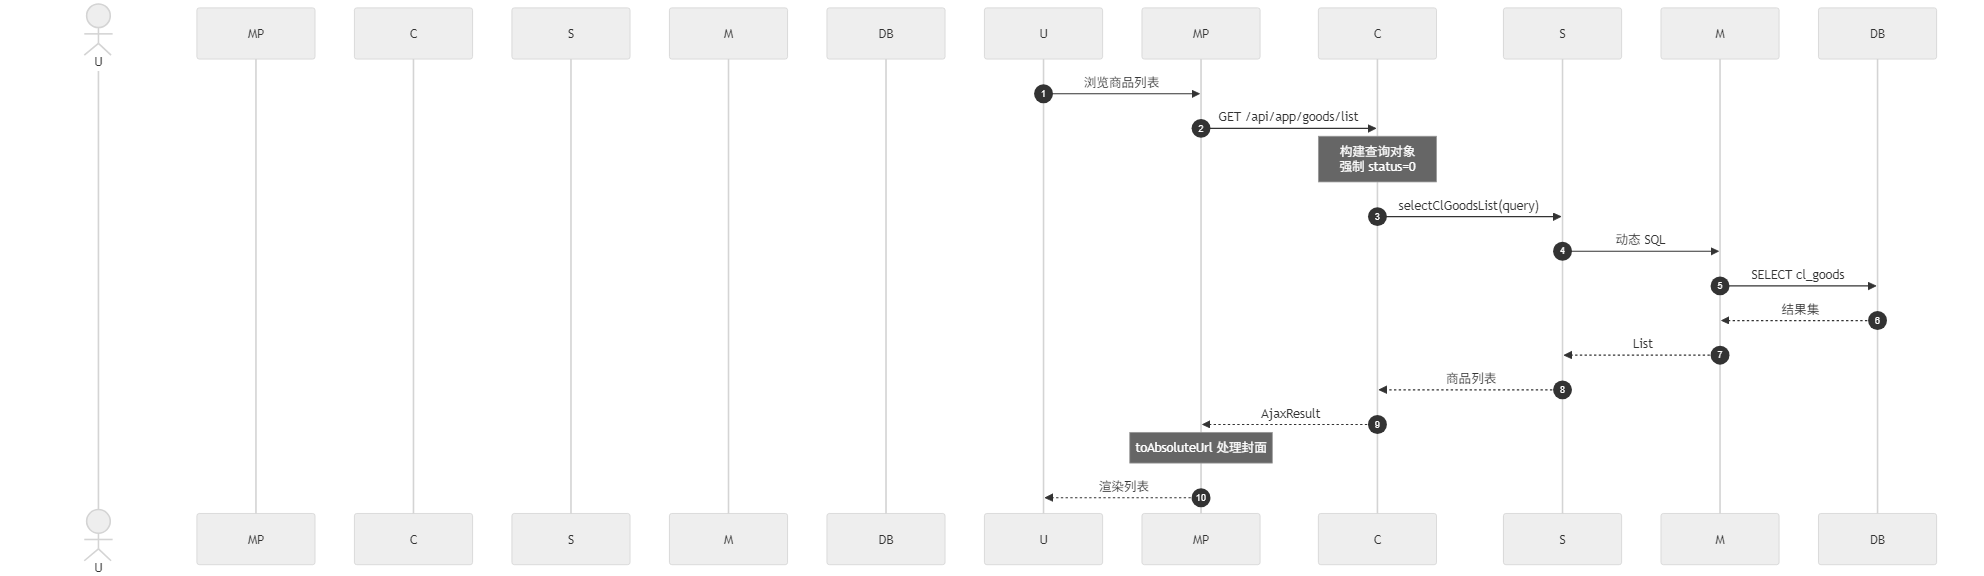 U
MP
C
S
M
DB
U
MP
C
S
M
DB
浏览商品列表
1
GET /api/app/goods/list
2
构建查询对象
强制 status=0
selectClGoodsList(query)
3
动态 SQL
4
SELECT cl_goods
5
结果集
6
List
7
商品列表
8
AjaxResult
9
toAbsoluteUrl 处理封面
渲染列表
10
U
MP
C
S
M
DB
U
MP
C
S
M
DB